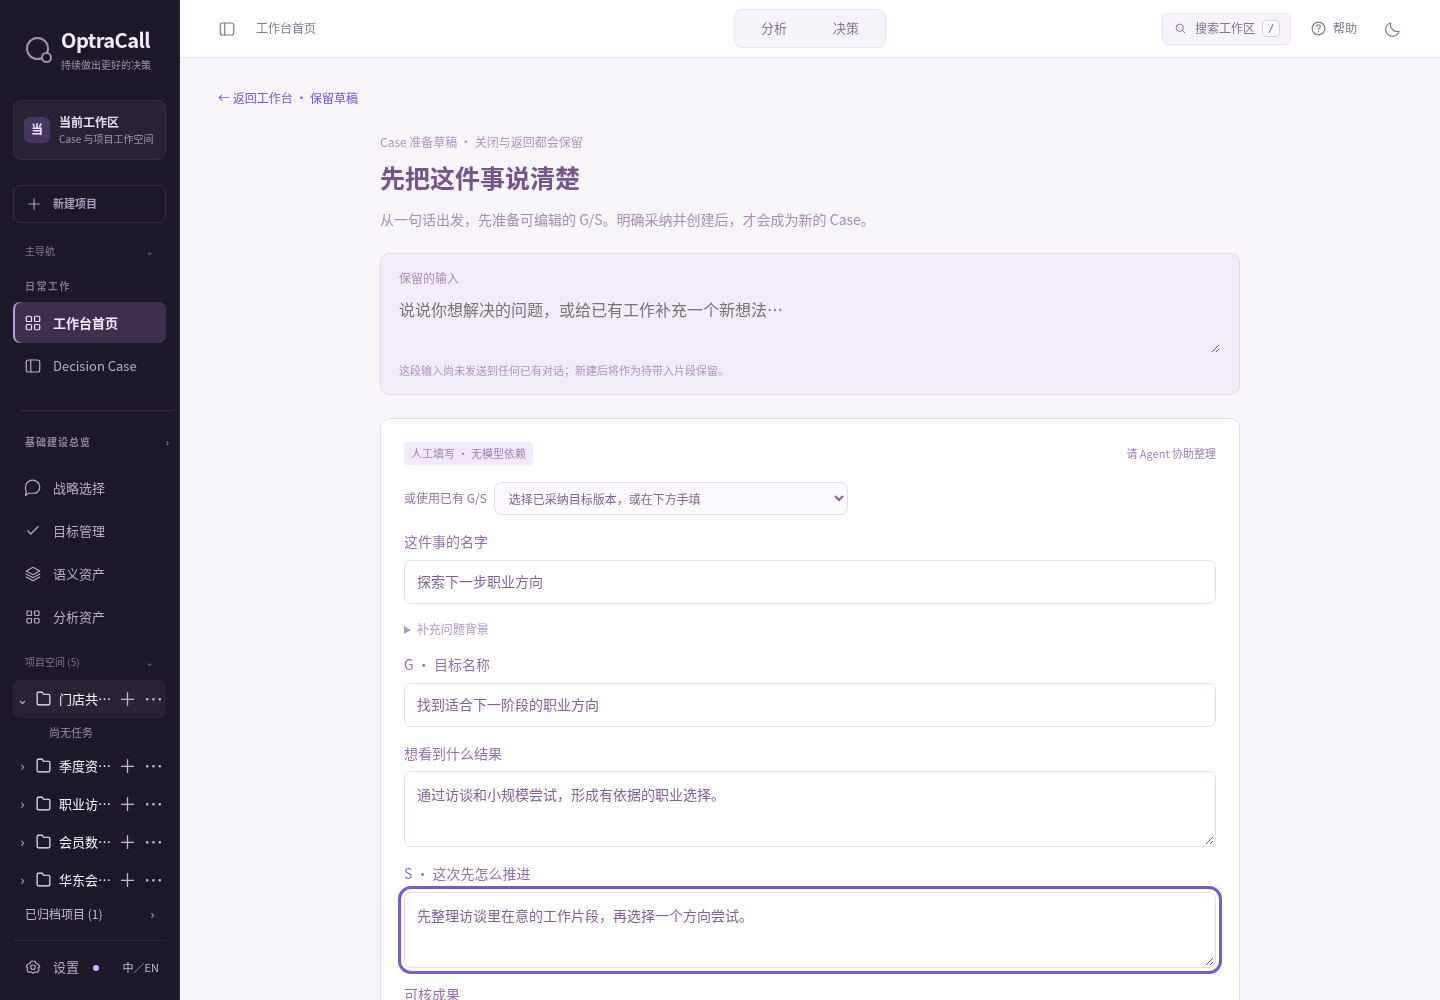 OptraCall
持续做出更好的决策
当
当前工作区
Case 与项目工作空间
新建项目
主导航
日常工作
工作台首页
Decision Case
基础建设总览
战略选择
目标管理
语义资产
分析资产
项目空间 (5)
门店共…
尚无任务
季度资…
职业访…
会员数…
华东会…
已归档项目 (1)
设置
中／EN
工作台首页
分析
决策
搜索工作区 /
帮助
← 返回工作台 · 保留草稿
Case 准备草稿 · 关闭与返回都会保留
先把这件事说清楚
从一句话出发，先准备可编辑的 G/S。明确采纳并创建后，才会成为新的 Case。
保留的输入
说说你想解决的问题，或给已有工作补充一个新想法…
这段输入尚未发送到任何已有对话；新建后将作为待带入片段保留。
人工填写 · 无模型依赖
请 Agent 协助整理
或使用已有 G/S
选择已采纳目标版本，或在下方手填
这件事的名字
探索下一步职业方向
补充问题背景
G · 目标名称
找到适合下一阶段的职业方向
想看到什么结果
通过访谈和小规模尝试，形成有依据的职业选择。
S · 这次先怎么推进
先整理访谈里在意的工作片段，再选择一个方向尝试。
可核成果